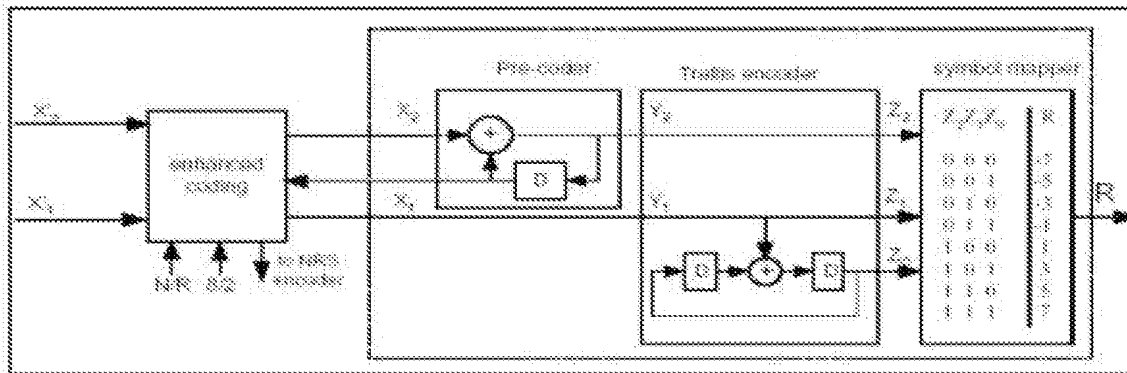 Pre-coder
Trellis encoder
symbol mapper
X'₂
X₂
Y₂
Z₂
Z₂Z₁Z₀ R
+
enhanced
coding
D
0 0 0 -7
0 0 1 -5
0 1 0 -3
0 1 1 -1
1 0 0 1
1 0 1 3
1 1 0 5
1 1 1 7
X'₁
X₁
Y₁
Z₁
R
Z₀
D
+
D
N/R
8/2
to NRS
encoder